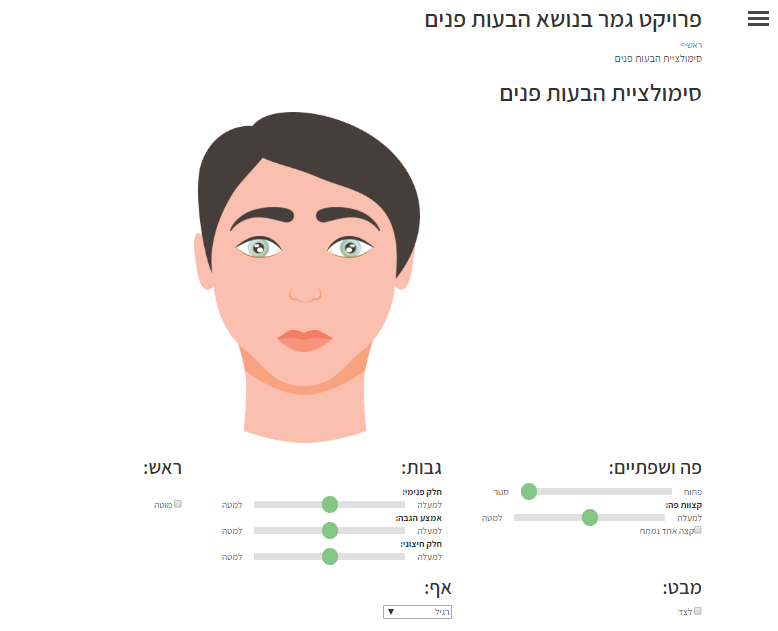 פרויקט גמר בנושא הבעות פנים
ראשי>
סימולציית הבעות פנים
סימולציית הבעות פנים
פה ושפתיים:
פתוח סגור
קצוות פה:
למעלה למטה
קצה אחד נמתח
גבות:
חלק פנימי:
למעלה למטה
אמצע הגבה:
למעלה למטה
חלק חיצוני:
למעלה למטה
ראש:
מוטה
מבט:
לצד
אף:
רגיל